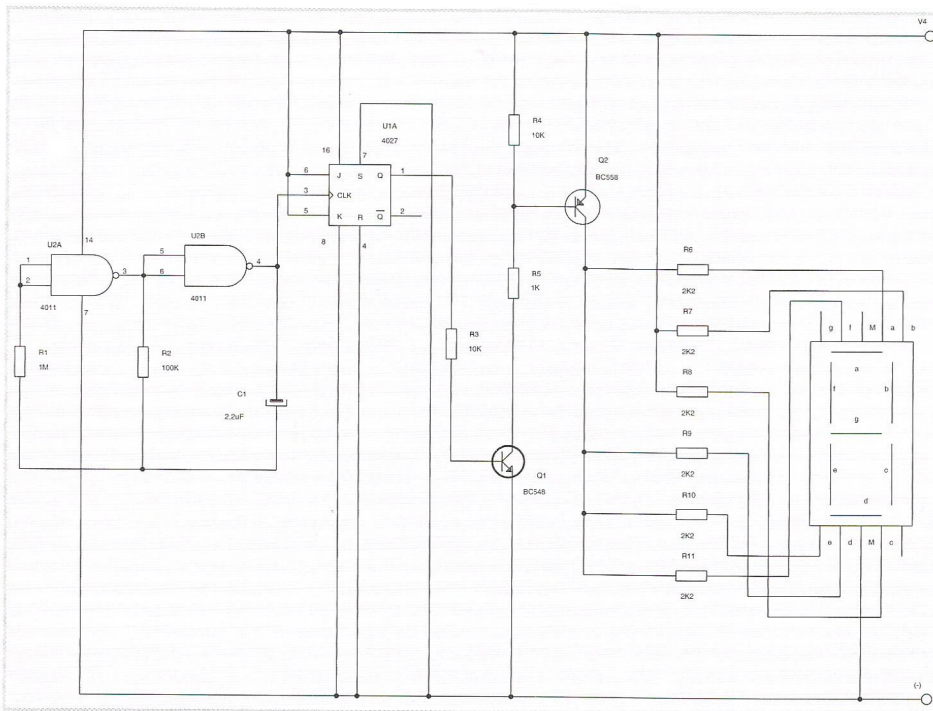 V4
R4
10K
U1A
4027
16
7
Q2
BC558
6
J
S
Q
1
3
CLK
5
K
R
Q
2
8
4
U2A
14
1
2
3
4011
7
U2B
5
6
4
4011
R5
1K
R6
2K2
R7
2K2
R8
2K2
R9
2K2
R10
2K2
R11
2K2
R3
10K
R1
1M
R2
100K
C1
2,2uF
Q1
BC548
g f M a b
a
f
b
g
e
c
d
e d M c
(-)